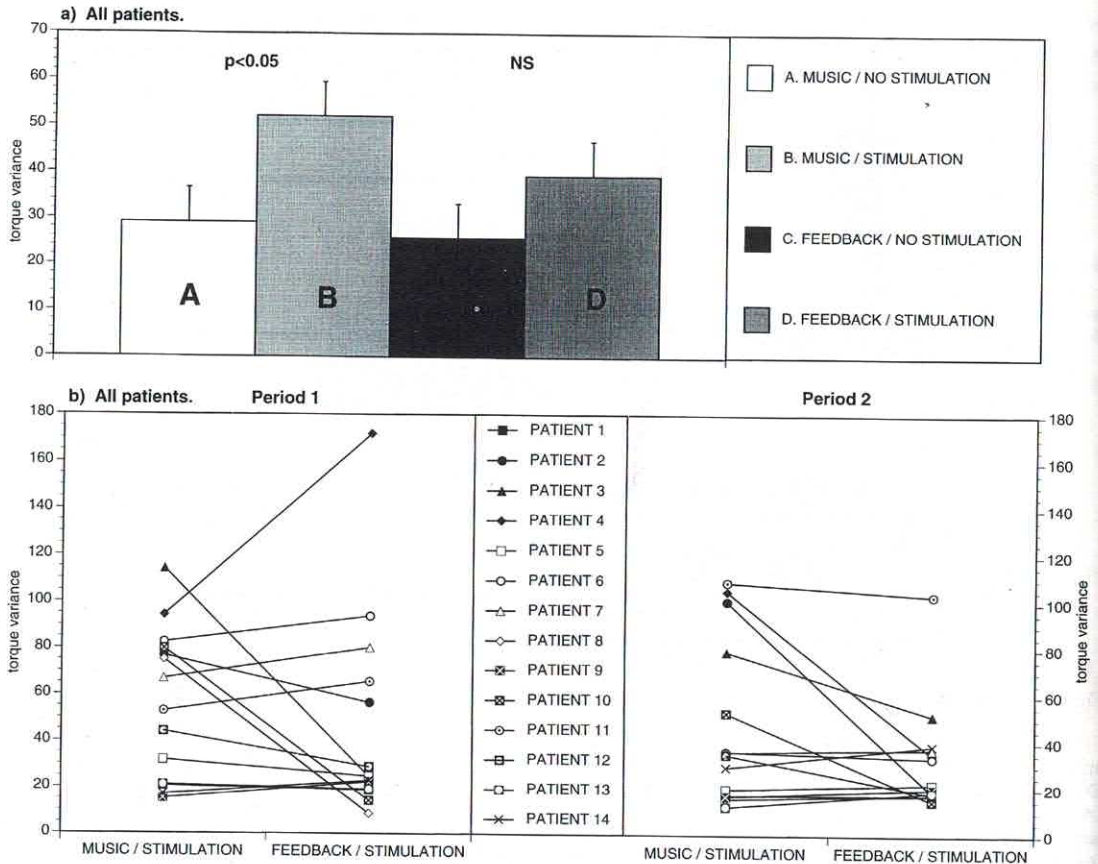 a) All patients.
70
60
50
40
30
20
10
0
torque variance
p<0.05
NS
A
B
D
A. MUSIC / NO STIMULATION
B. MUSIC / STIMULATION
C. FEEDBACK / NO STIMULATION
D. FEEDBACK / STIMULATION
b) All patients.
Period 1
Period 2
180
160
140
120
100
80
60
40
20
0
torque variance
MUSIC / STIMULATION
FEEDBACK / STIMULATION
PATIENT 1
PATIENT 2
PATIENT 3
PATIENT 4
PATIENT 5
PATIENT 6
PATIENT 7
PATIENT 8
PATIENT 9
PATIENT 10
PATIENT 11
PATIENT 12
PATIENT 13
PATIENT 14
MUSIC / STIMULATION
FEEDBACK / STIMULATION
180
160
140
120
100
80
60
40
20
0
torque variance